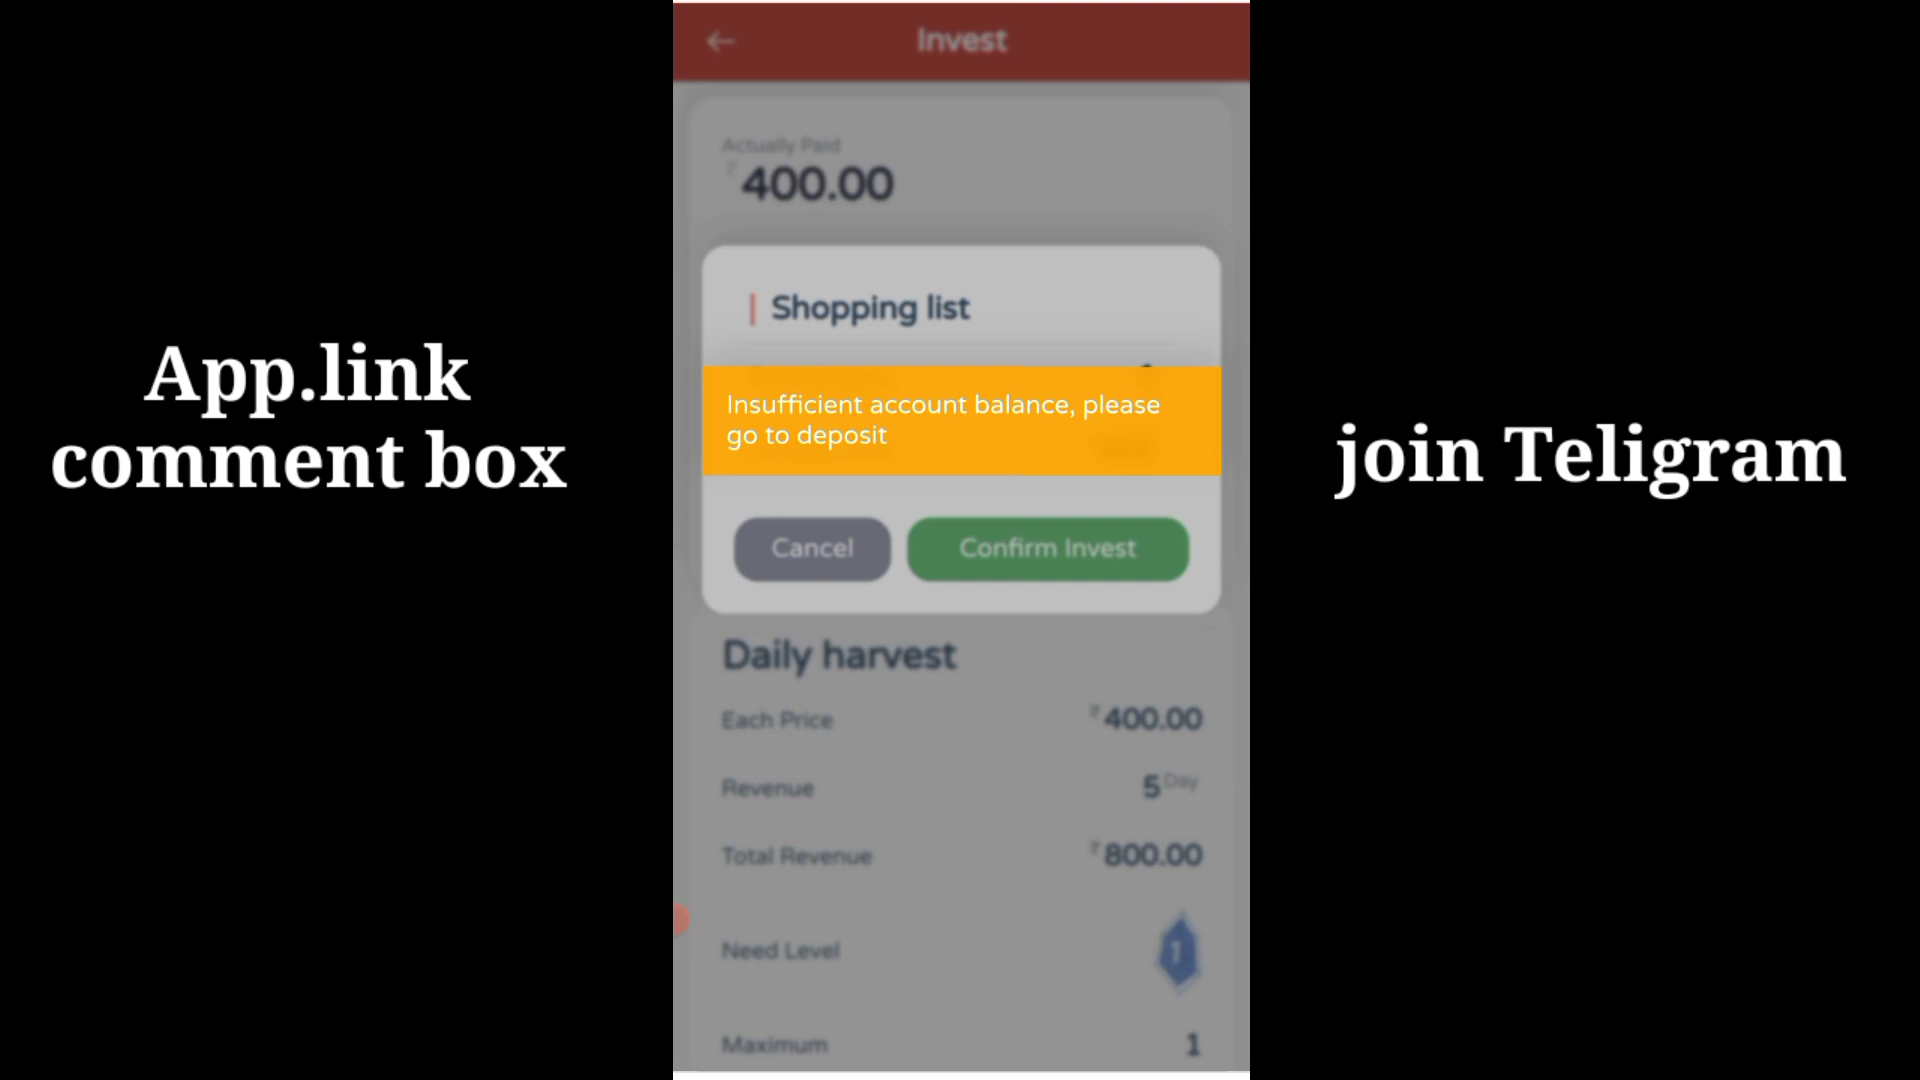 App.link
comment box
Invest
Actually Paid
₹400.00
Shopping list
Insufficient account balance, please
go to deposit
Cancel
Confirm Invest
Daily harvest
Each Price
₹400.00
Revenue
5 Day
Total Revenue
₹800.00
Need Level
1
Maximum
1
join Teligram